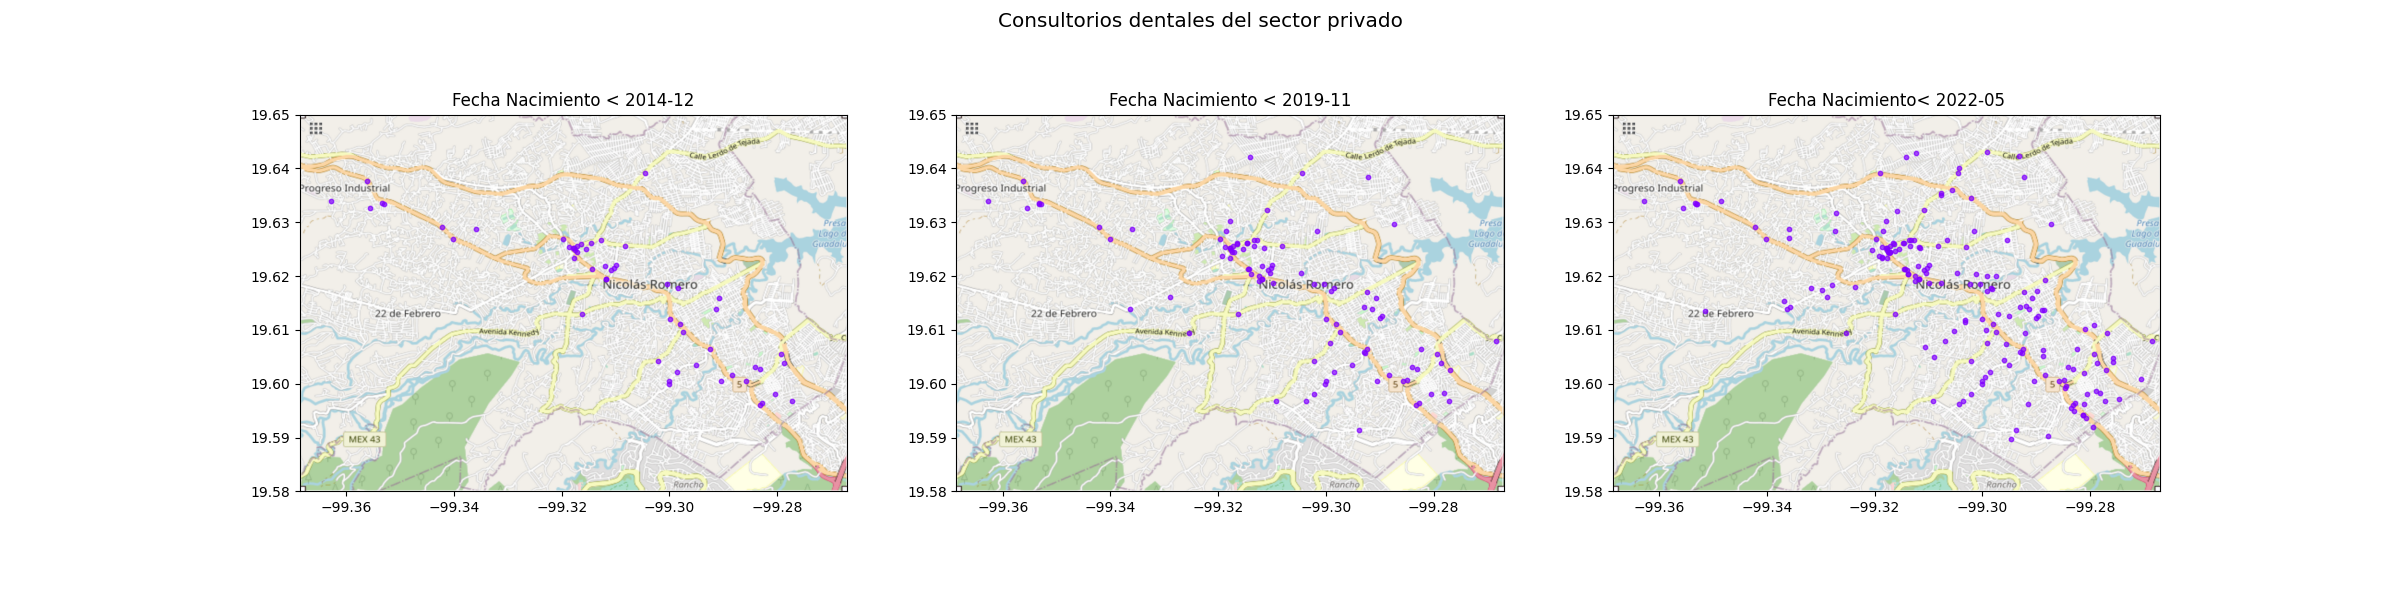 Consultorios dentales del sector privado
Fecha Nacimiento < 2014-12
19.65
19.64
19.63
19.62
19.61
19.60
19.59
19.58
−99.36
−99.34
−99.32
−99.30
−99.28
Calle Lerdo de Tejada
Progreso Industrial
Nicolás Romero
22 de Febrero
Avenida Kennedy
5
MEX 43
Rancho
Presa
Lago d
Guadalu
Fecha Nacimiento < 2019-11
19.65
19.64
19.63
19.62
19.61
19.60
19.59
19.58
−99.36
−99.34
−99.32
−99.30
−99.28
Calle Lerdo de Tejada
Progreso Industrial
Nicolás Romero
22 de Febrero
Avenida Kennedy
5
MEX 43
Rancho
Presa
Lago d
Guadalu
Fecha Nacimiento< 2022-05
19.65
19.64
19.63
19.62
19.61
19.60
19.59
19.58
−99.36
−99.34
−99.32
−99.30
−99.28
Calle Lerdo de Tejada
Progreso Industrial
Nicolás Romero
22 de Febrero
Avenida Kennedy
5
MEX 43
Rancho
Presa
Lago d
Guadalu